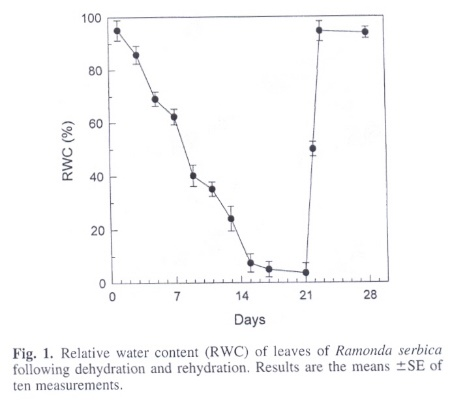 100
80
60
40
20
0
RWC (%)
0 7 14 21 28
Days
Fig. 1. Relative water content (RWC) of leaves of Ramonda serbica
following dehydration and rehydration. Results are the means ±SE of
ten measurements.